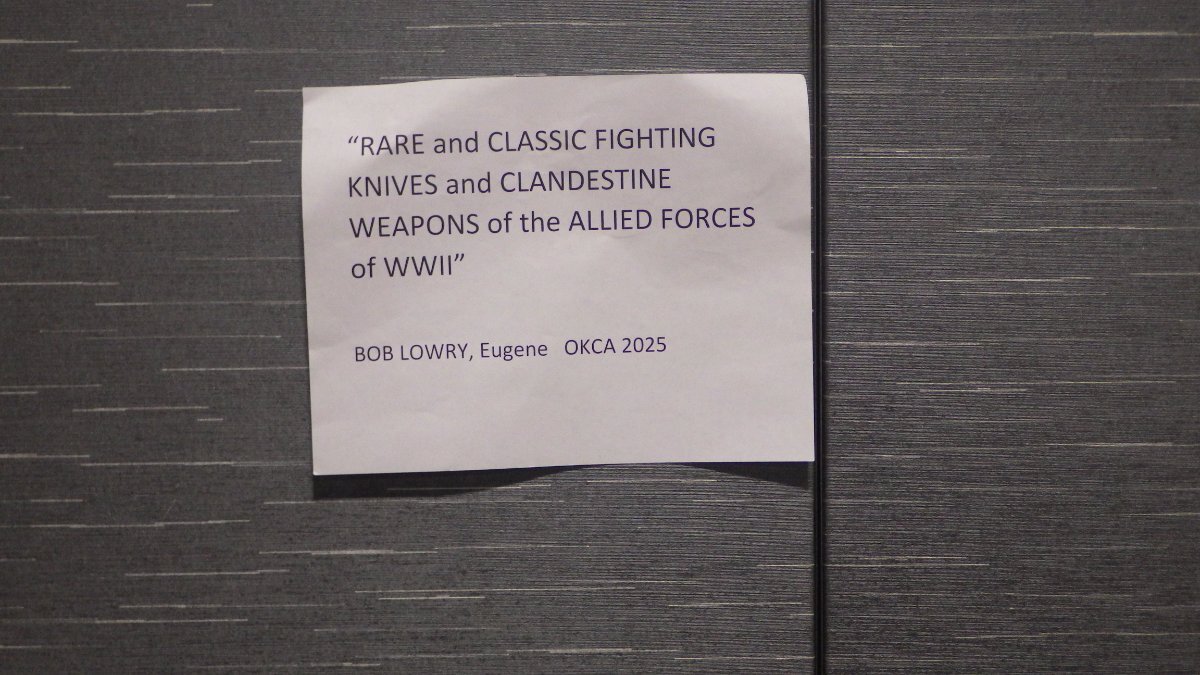 “RARE and CLASSIC FIGHTING
KNIVES and CLANDESTINE
WEAPONS of the ALLIED FORCES
of WWII”
BOB LOWRY, Eugene OKCA 2025